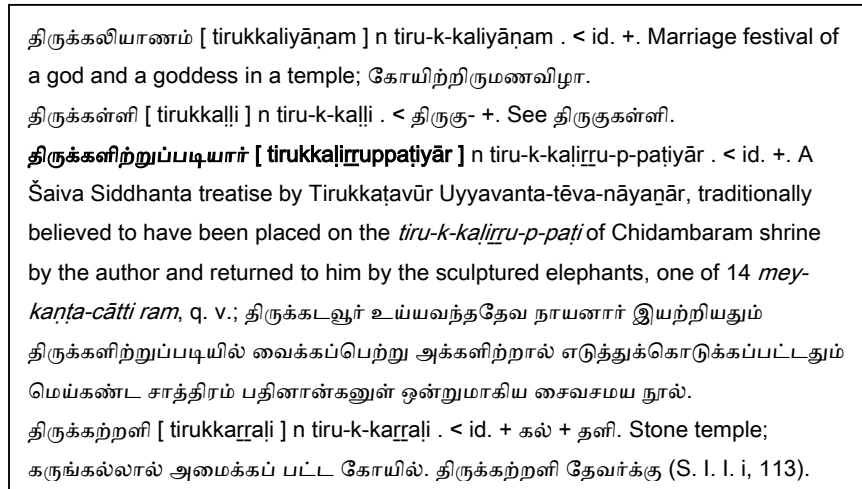 திருக்கலியாணம் [ tirukkaliyāṇam ] n tiru-k-kaliyāṇam . < id. +. Marriage festival of
a god and a goddess in a temple; கோயிற்றிருமணவிழா.
திருக்கள்ளி [ tirukkaḷḷi ] n tiru-k-kaḷḷi . < திருகு- +. See திருகுகள்ளி.
திருக்களிற்றுப்படியார் [ tirukkaḷiṟṟuppaṭiyār ] n tiru-k-kaḷiṟṟu-p-paṭiyār . < id. +. A
Šaiva Siddhanta treatise by Tirukkaṭavūr Uyyavanta-tēva-nāyaṉār, traditionally
believed to have been placed on the tiru-k-kaḷiṟṟu-p-paṭi of Chidambaram shrine
by the author and returned to him by the sculptured elephants, one of 14 mey-
kaṇṭa-cātti ram, q. v.; திருக்கடவூர் உய்யவந்ததேவ நாயனார் இயற்றியதும்
திருக்களிற்றுப்படியில் வைக்கப்பெற்று அக்களிற்றால் எடுத்துக்கொடுக்கப்பட்டதும்
மெய்கண்ட சாத்திரம் பதினான்கனுள் ஒன்றுமாகிய சைவசமய நூல்.
திருக்கற்றளி [ tirukkaṟṟaḷi ] n tiru-k-kaṟṟaḷi . < id. + கல் + தளி. Stone temple;
கருங்கல்லால் அமைக்கப் பட்ட கோயில். திருக்கற்றளி தேவர்க்கு (S. I. I. i, 113).